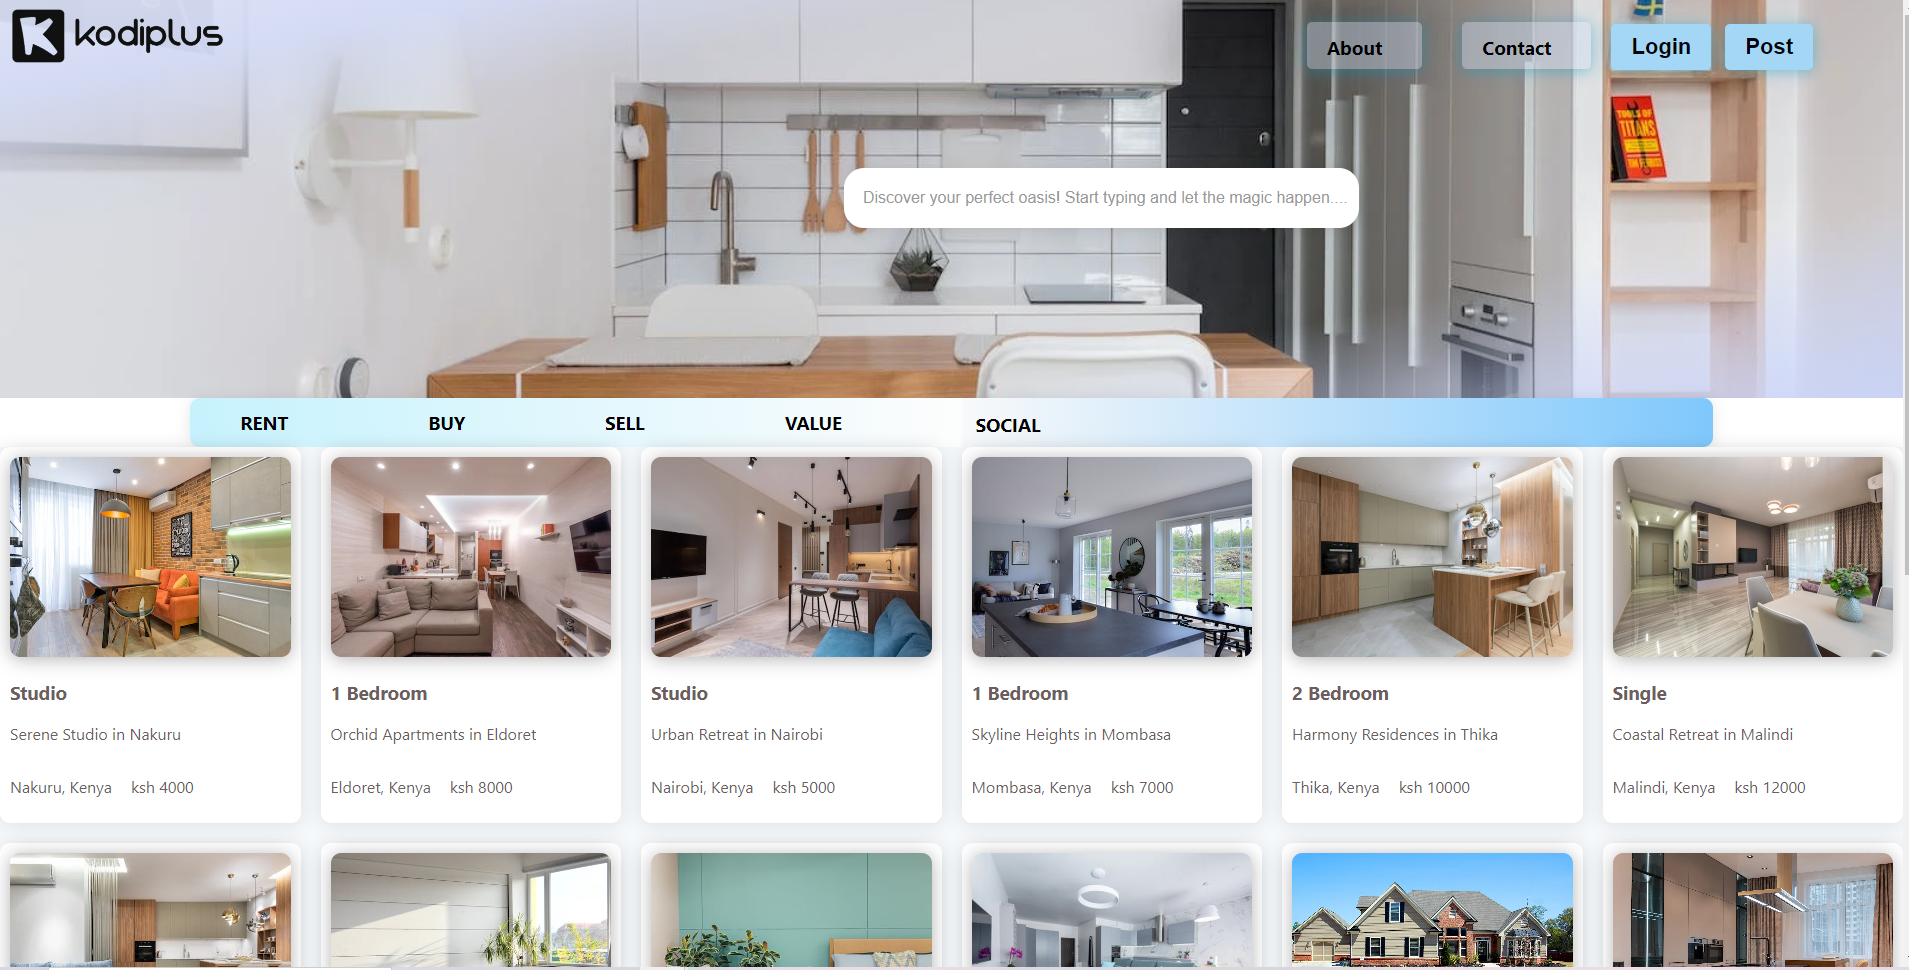 kodiplus
About
Contact
Login
Post
TOOLS OF
TITANS
Discover your perfect oasis! Start typing and let the magic happen....
RENT
BUY
SELL
VALUE
SOCIAL
Studio
Serene Studio in Nakuru
Nakuru, Kenya ksh 4000
1 Bedroom
Orchid Apartments in Eldoret
Eldoret, Kenya ksh 8000
Studio
Urban Retreat in Nairobi
Nairobi, Kenya ksh 5000
1 Bedroom
Skyline Heights in Mombasa
Mombasa, Kenya ksh 7000
2 Bedroom
Harmony Residences in Thika
Thika, Kenya ksh 10000
Single
Coastal Retreat in Malindi
Malindi, Kenya ksh 12000